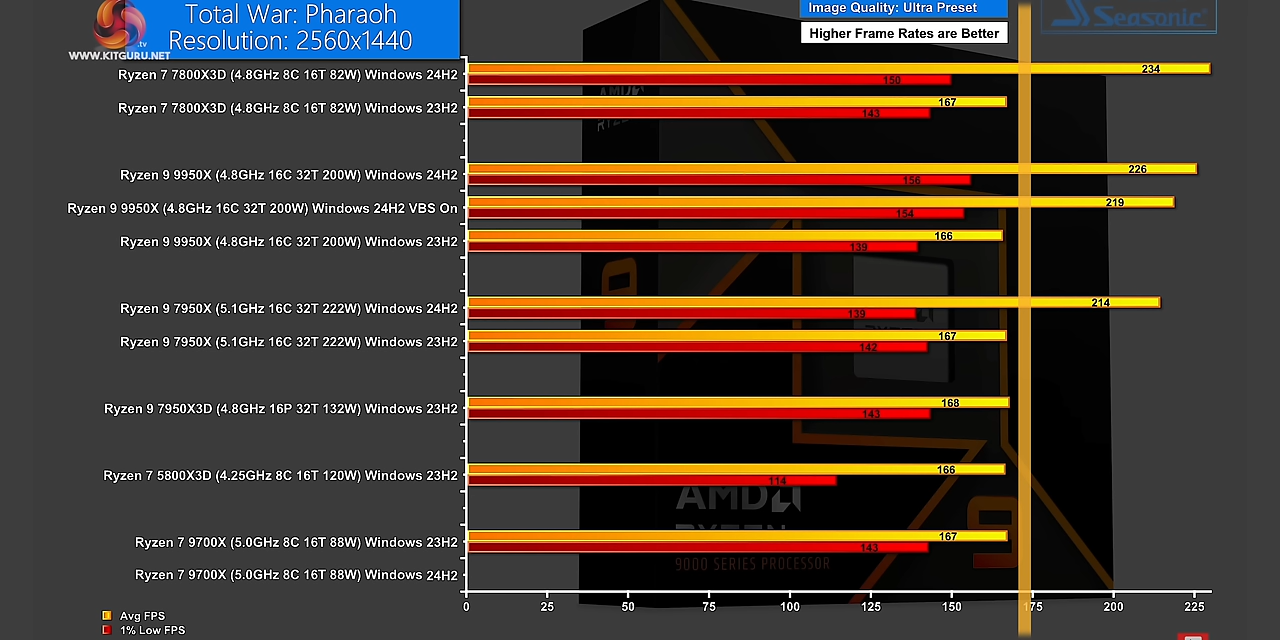 Total War: Pharaoh
Resolution: 2560x1440
.tv
WWW.KITGURU.NET
Image Quality: Ultra Preset
Higher Frame Rates are Better
Seasonic
Ryzen 7 7800X3D (4.8GHz 8C 16T 82W) Windows 24H2
234
150
Ryzen 7 7800X3D (4.8GHz 8C 16T 82W) Windows 23H2
167
143
Ryzen 9 9950X (4.8GHz 16C 32T 200W) Windows 24H2
226
156
Ryzen 9 9950X (4.8GHz 16C 32T 200W) Windows 24H2 VBS On
219
154
Ryzen 9 9950X (4.8GHz 16C 32T 200W) Windows 23H2
166
139
Ryzen 9 7950X (5.1GHz 16C 32T 222W) Windows 24H2
214
139
Ryzen 9 7950X (5.1GHz 16C 32T 222W) Windows 23H2
167
142
Ryzen 9 7950X3D (4.8GHz 16P 32T 132W) Windows 23H2
168
143
Ryzen 7 5800X3D (4.25GHz 8C 16T 120W) Windows 23H2
166
114
Ryzen 7 9700X (5.0GHz 8C 16T 88W) Windows 23H2
167
143
Ryzen 7 9700X (5.0GHz 8C 16T 88W) Windows 24H2
AMD
RYZEN
9
9000 SERIES PROCESSOR
0 25 50 75 100 125 150 175 200 225
Avg FPS
1% Low FPS